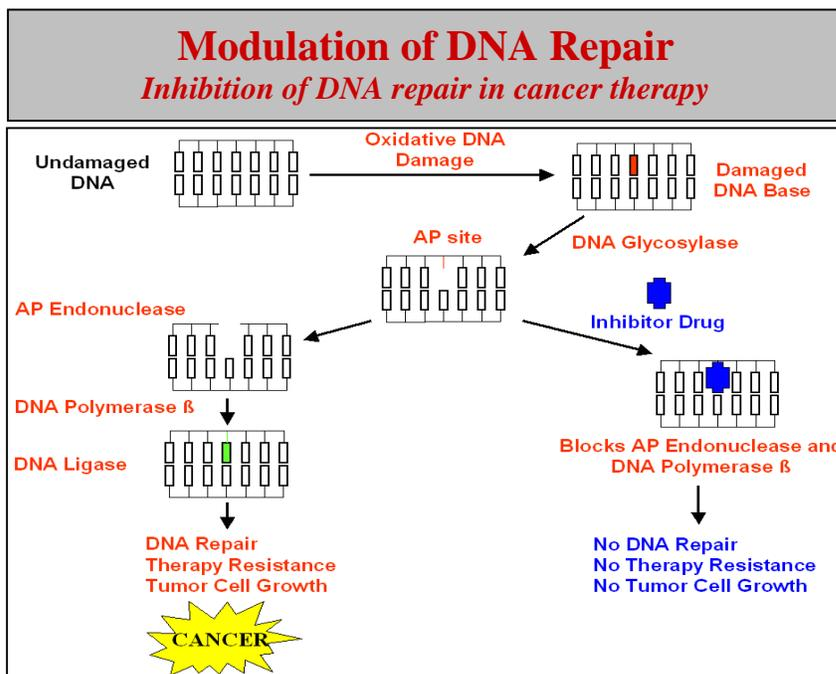 Modulation of DNA Repair
Inhibition of DNA repair in cancer therapy
Undamaged
DNA
Oxidative DNA
Damage
Damaged
DNA Base
DNA Glycosylase
AP site
Inhibitor Drug
AP Endonuclease
DNA Polymerase ß
DNA Ligase
Blocks AP Endonuclease and
DNA Polymerase ß
DNA Repair
Therapy Resistance
Tumor Cell Growth
No DNA Repair
No Therapy Resistance
No Tumor Cell Growth
CANCER